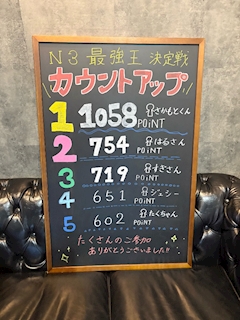 N3 最強王 決定戦
カウントアップ
1 1058 POiNT さかもとくん
2 754 POiNT はるさん
3 719 POiNT すぎさん
4 651 POiNT ジュジー
5 602 POiNT たくちゃん
たくさんのご参加
ありがとうございました!!